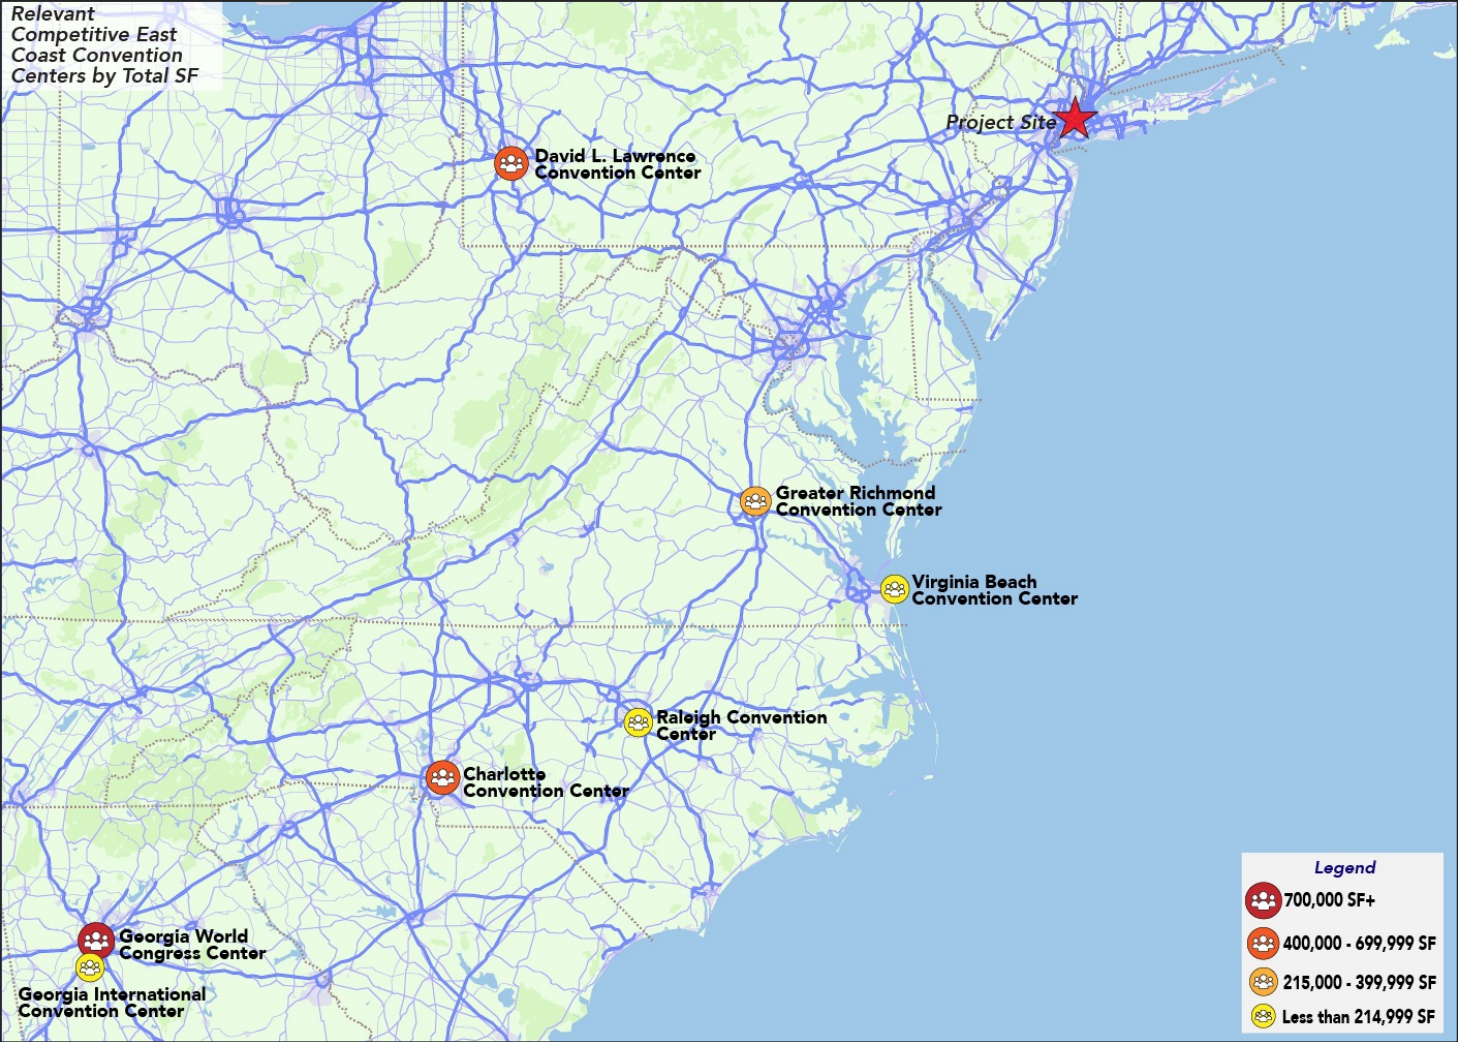 Relevant
Competitive East
Coast Convention
Centers by Total SF
Project Site
David L. Lawrence
Convention Center
Greater Richmond
Convention Center
Virginia Beach
Convention Center
Raleigh Convention
Center
Charlotte
Convention Center
Georgia World
Congress Center
Georgia International
Convention Center
Legend
700,000 SF+
400,000 - 699,999 SF
215,000 - 399,999 SF
Less than 214,999 SF